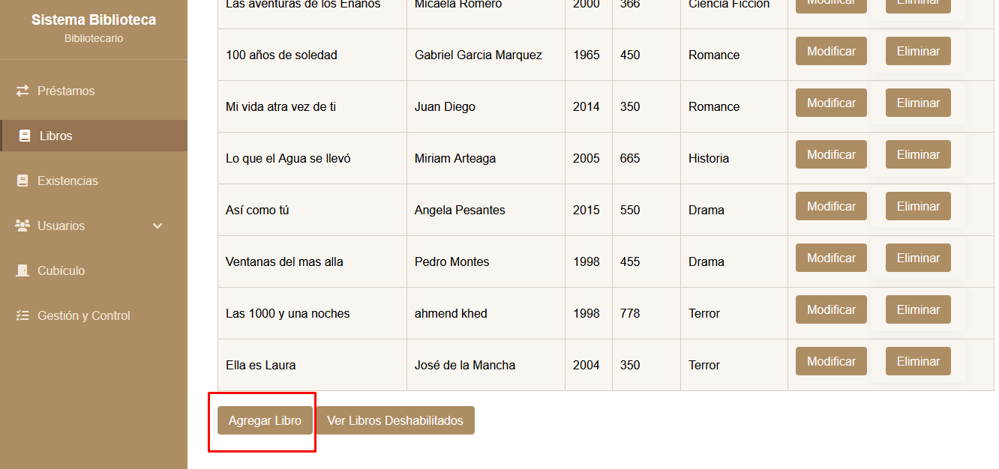 Sistema Biblioteca
Bibliotecario
Préstamos
Libros
Existencias
Usuarios
Cubículo
Gestión y Control
Las aventuras de los Enanos Micaela Romero 2000 366 Ciencia Ficción Modificar Eliminar
100 años de soledad Gabriel Garcia Marquez 1965 450 Romance Modificar Eliminar
Mi vida atra vez de ti Juan Diego 2014 350 Romance Modificar Eliminar
Lo que el Agua se llevó Miriam Arteaga 2005 665 Historia Modificar Eliminar
Así como tú Angela Pesantes 2015 550 Drama Modificar Eliminar
Ventanas del mas alla Pedro Montes 1998 455 Drama Modificar Eliminar
Las 1000 y una noches ahmend khed 1998 778 Terror Modificar Eliminar
Ella es Laura José de la Mancha 2004 350 Terror Modificar Eliminar
Agregar Libro Ver Libros Deshabilitados